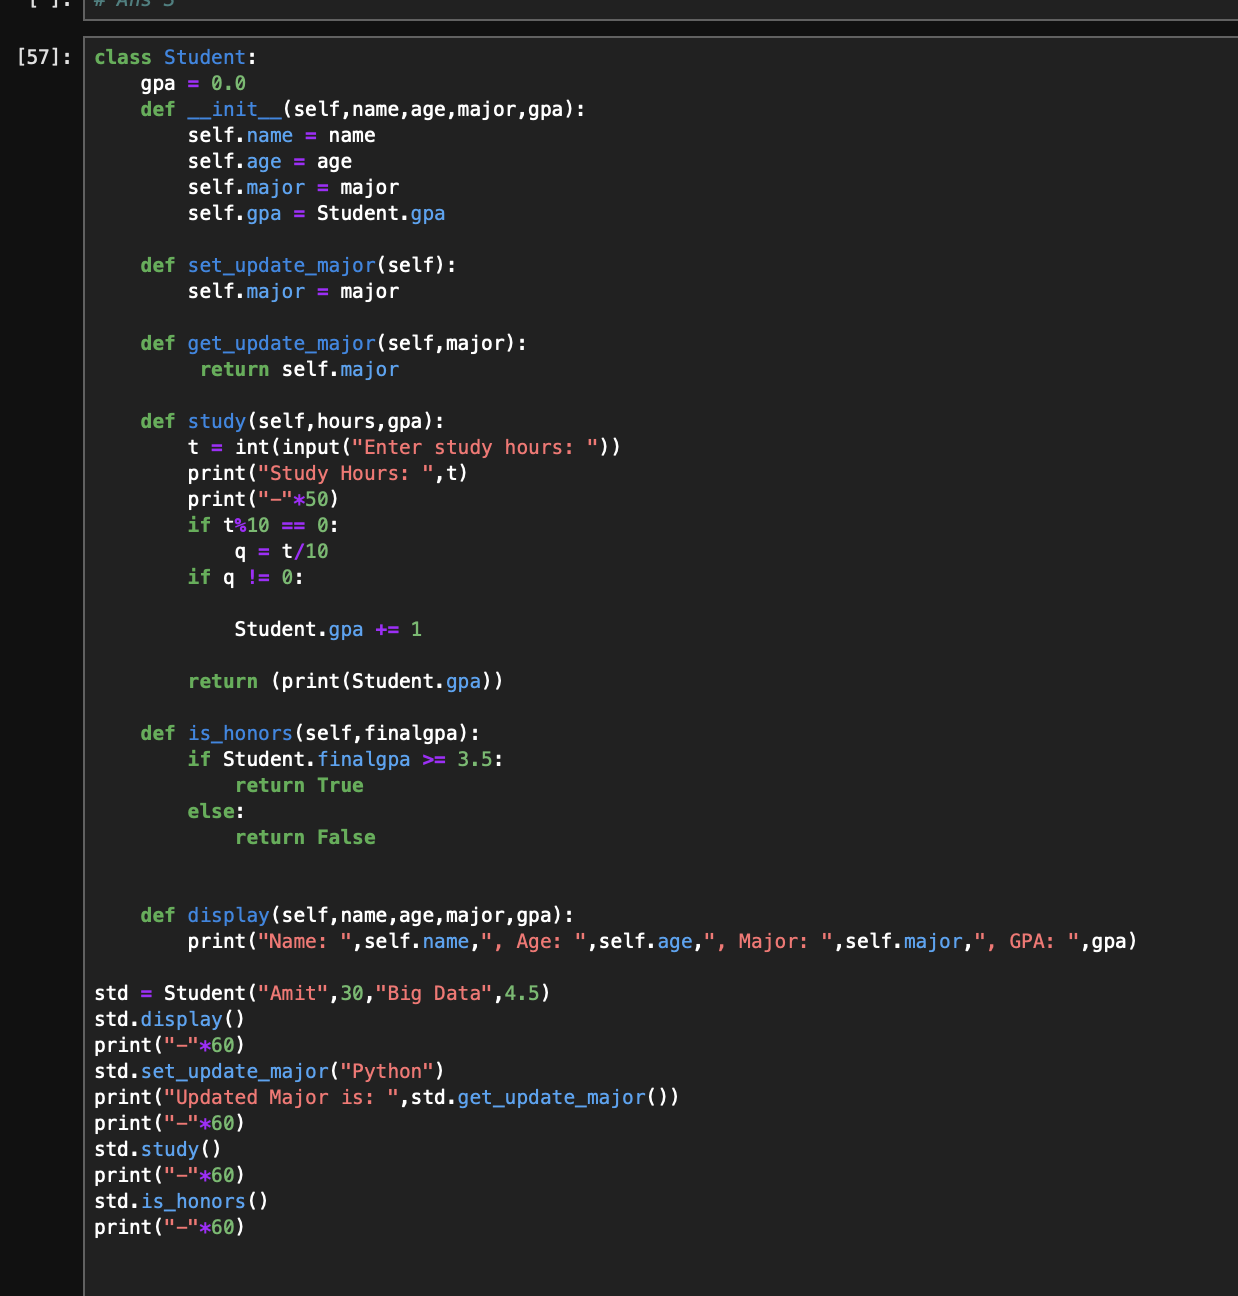 # Ans 5
[57]:
class Student:
    gpa = 0.0
    def __init__(self,name,age,major,gpa):
        self.name = name
        self.age = age
        self.major = major
        self.gpa = Student.gpa

    def set_update_major(self):
        self.major = major

    def get_update_major(self,major):
         return self.major

    def study(self,hours,gpa):
        t = int(input("Enter study hours: "))
        print("Study Hours: ",t)
        print("-"*50)
        if t%10 == 0:
            q = t/10
        if q != 0:

            Student.gpa += 1

        return (print(Student.gpa))

    def is_honors(self,finalgpa):
        if Student.finalgpa >= 3.5:
            return True
        else:
            return False


    def display(self,name,age,major,gpa):
        print("Name: ",self.name,", Age: ",self.age,", Major: ",self.major,", GPA: ",gpa)

std = Student("Amit",30,"Big Data",4.5)
std.display()
print("-"*60)
std.set_update_major("Python")
print("Updated Major is: ",std.get_update_major())
print("-"*60)
std.study()
print("-"*60)
std.is_honors()
print("-"*60)